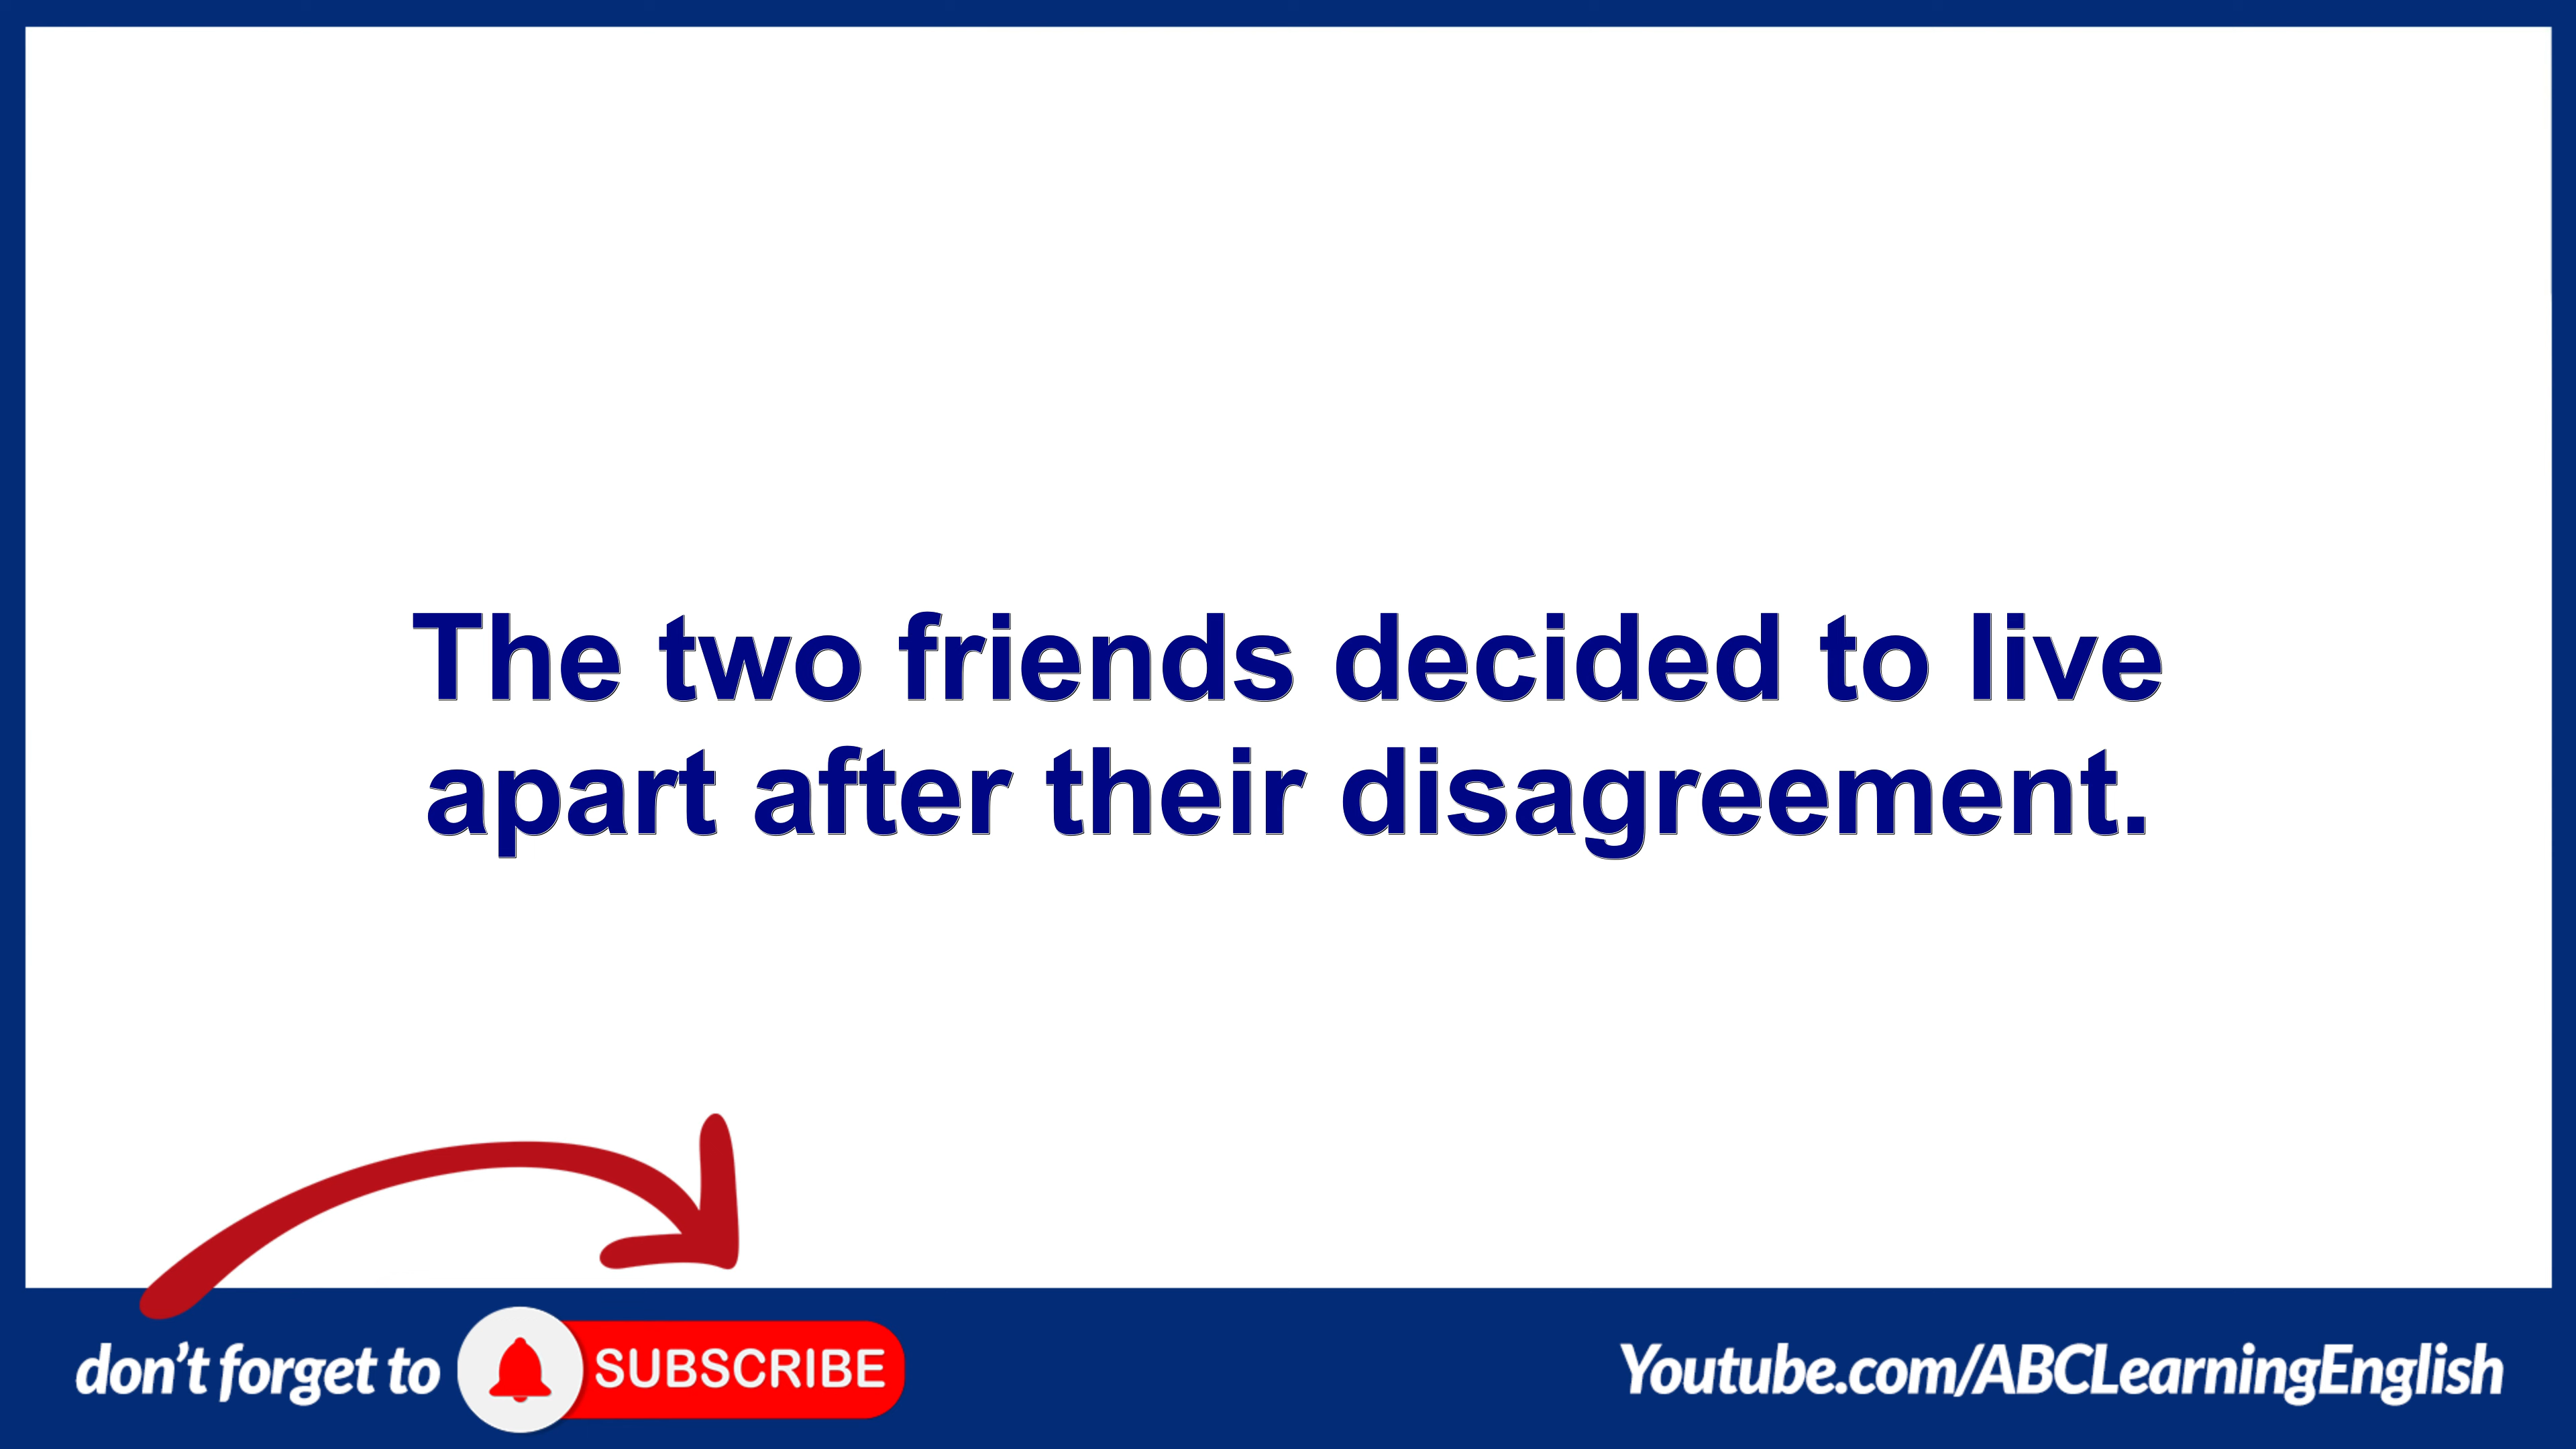 The two friends decided to live
apart after their disagreement.
don't forget to SUBSCRIBE
Youtube.com/ABCLearningEnglish